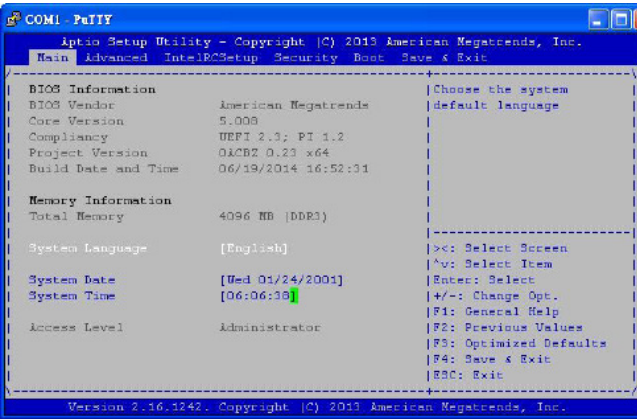 COM1 - PuTTY
Aptio Setup Utility - Copyright (C) 2013 American Megatrends, Inc.
Main Advanced IntelRCSetup Security Boot Save & Exit
BIOS Information
BIOS Vendor American Megatrends
Core Version 5.008
Compliancy UEFI 2.3; PI 1.2
Project Version 0ACBZ 0.23 x64
Build Date and Time 06/19/2014 16:52:31
Memory Information
Total Memory 4096 MB (DDR3)
System Language [English]
System Date [Wed 01/24/2001]
System Time [06:06:38]
Access Level Administrator
Choose the system
default language
><: Select Screen
^v: Select Item
Enter: Select
+/-: Change Opt.
F1: General Help
F2: Previous Values
F3: Optimized Defaults
F4: Save & Exit
ESC: Exit
Version 2.16.1242. Copyright (C) 2013 American Megatrends, Inc.